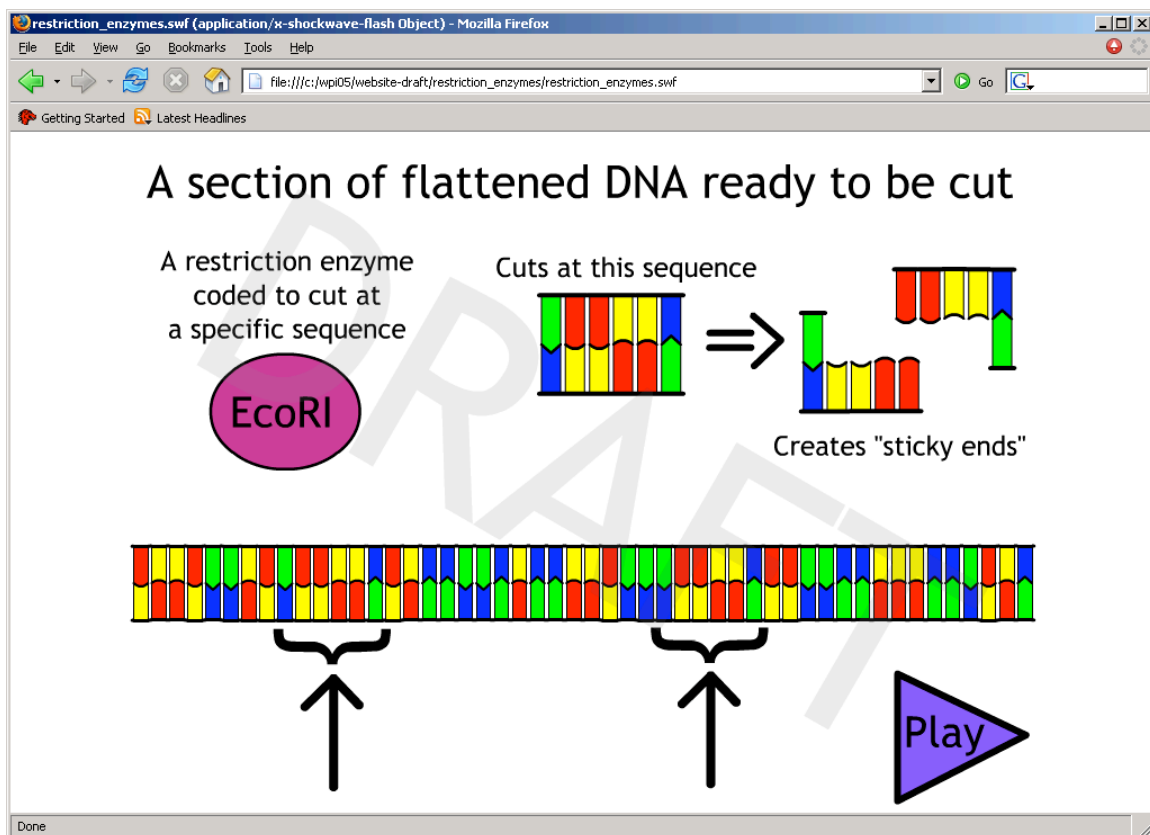 restriction_enzymes.swf (application/x-shockwave-flash Object) - Mozilla Firefox
File Edit View Go Bookmarks Tools Help
file:///c:/wpi05/website-draft/restriction_enzymes/restriction_enzymes.swf Go G
Getting Started Latest Headlines
A section of flattened DNA ready to be cut
A restriction enzyme
coded to cut at
a specific sequence
EcoRI
Cuts at this sequence
Creates "sticky ends"
DRAFT
Play
Done